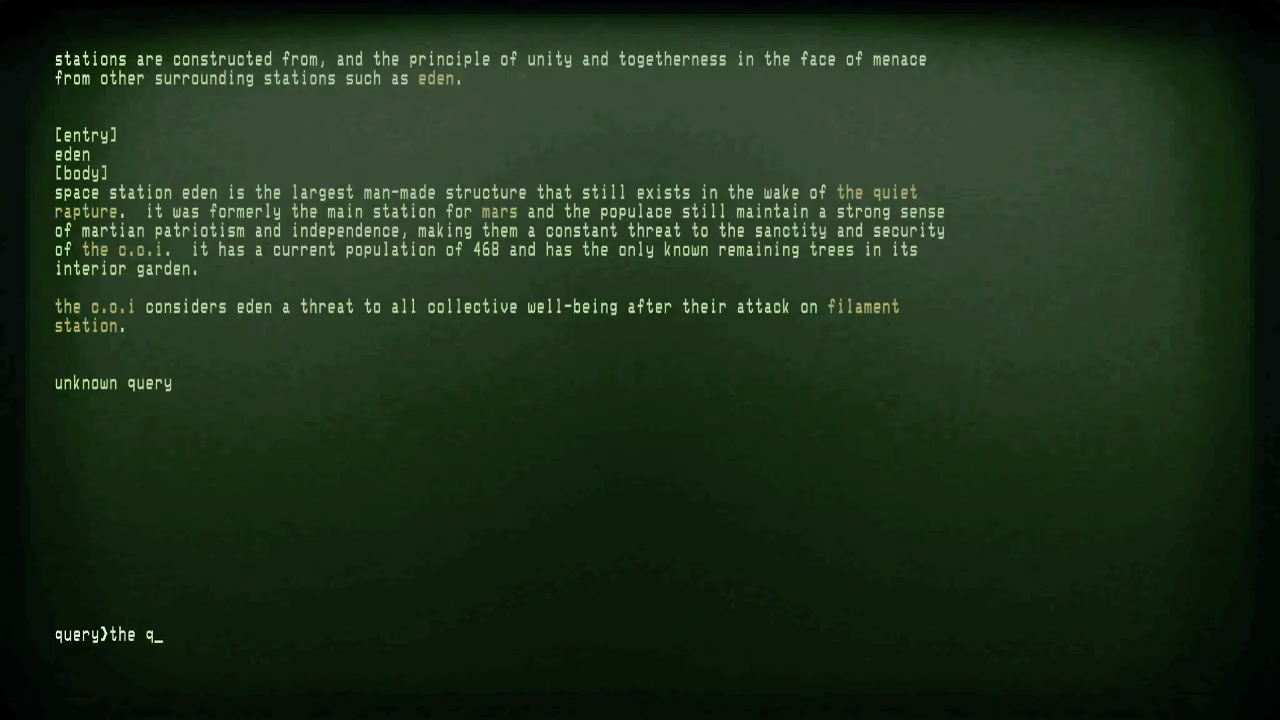 stations are constructed from, and the principle of unity and togetherness in the face of menace
from other surrounding stations such as eden.
[entry]
eden
[body]
space station eden is the largest man-made structure that still exists in the wake of the quiet
rapture.  it was formerly the main station for mars and the populace still maintain a strong sense
of martian patriotism and independence, making them a constant threat to the sanctity and security
of the c.o.i.  it has a current population of 468 and has the only known remaining trees in its
interior garden.
the c.o.i considers eden a threat to all collective well-being after their attack on filament
station.
unknown query
query}the q_